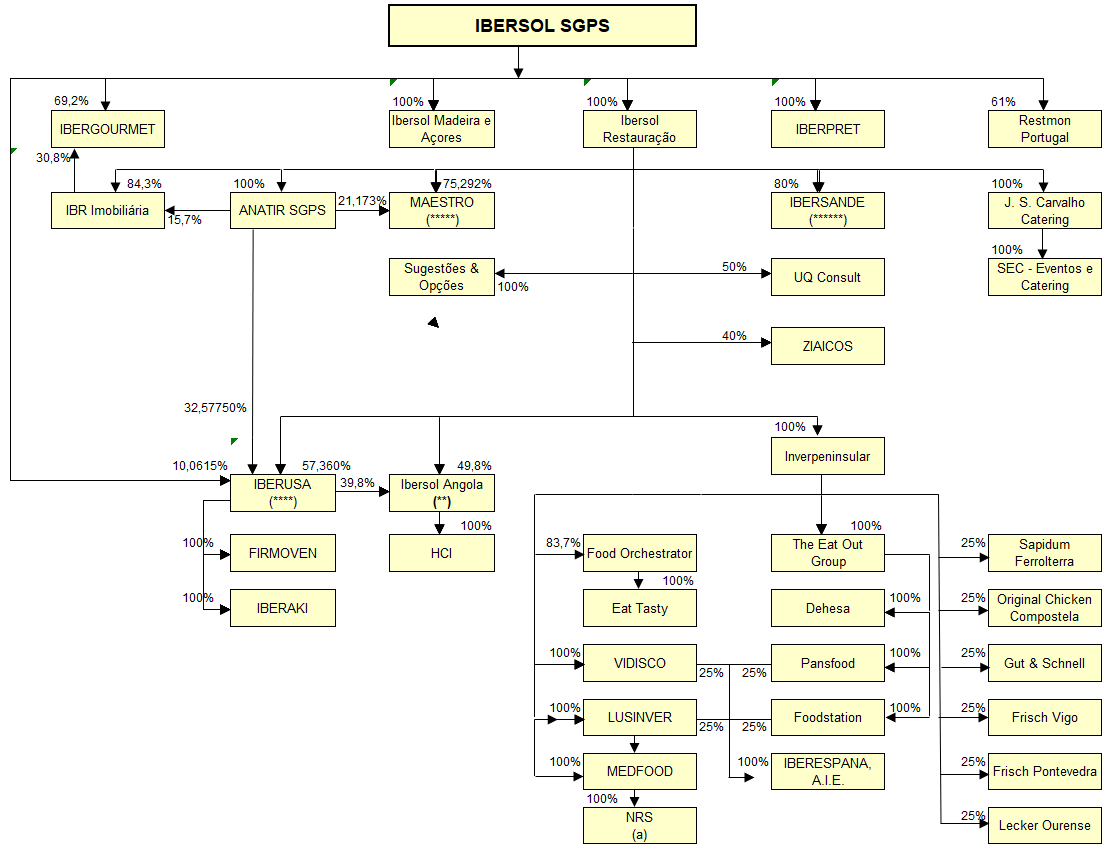 IBERSOL SGPS
69,2%
100%
100%
100%
61%
IBERGOURMET
Ibersol Madeira e
Açores
Ibersol
Restauração
IBERPRET
Restmon
Portugal
30,8%
84,3%
100%
75,292%
80%
100%
IBR Imobiliária
15,7%
ANATIR SGPS
21,173%
MAESTRO
(*****)
IBERSANDE
(******)
J. S. Carvalho
Catering
100%
Sugestões &
Opções
100%
50%
UQ Consult
SEC - Eventos e
Catering
40%
ZIAICOS
32,57750%
100%
Inverpeninsular
10,0615%
57,360%
49,8%
IBERUSA
(****)
39,8%
Ibersol Angola
(**)
100%
100%
100%
FIRMOVEN
HCI
83,7%
Food Orchestrator
The Eat Out
Group
25%
Sapidum
Ferrolterra
100%
100%
IBERAKI
Eat Tasty
Dehesa
100%
25%
Original Chicken
Compostela
100%
VIDISCO
25%
25%
Pansfood
100%
25%
Gut & Schnell
100%
LUSINVER
25%
25%
Foodstation
100%
25%
Frisch Vigo
100%
MEDFOOD
100%
IBERESPANA,
A.I.E.
25%
Frisch Pontevedra
100%
NRS
(a)
25%
Lecker Ourense